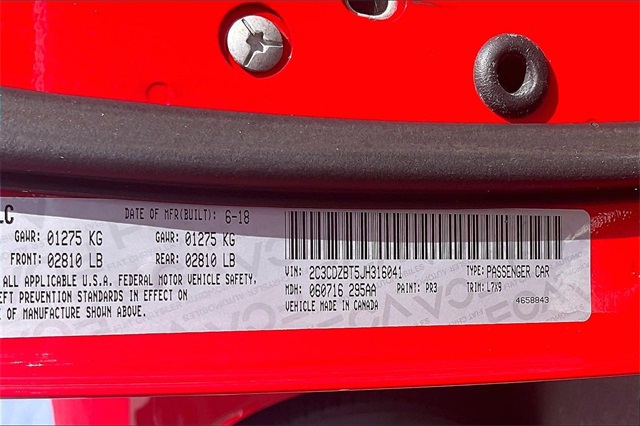 LC DATE OF MFR(BUILT): 6-18
GAWR: 01275 KG GAWR: 01275 KG
FRONT: 02810 LB REAR: 02810 LB
ALL APPLICABLE U.S.A. FEDERAL MOTOR VEHICLE SAFETY,
EFT PREVENTION STANDARDS IN EFFECT ON
E OF MANUFACTURE SHOWN ABOVE.
VIN: 2C3CDZBT5JH316041 TYPE: PASSENGER CAR
MDH: 060716 285AA PAINT: PR3 TRIM: L7X9
VEHICLE MADE IN CANADA 4658843